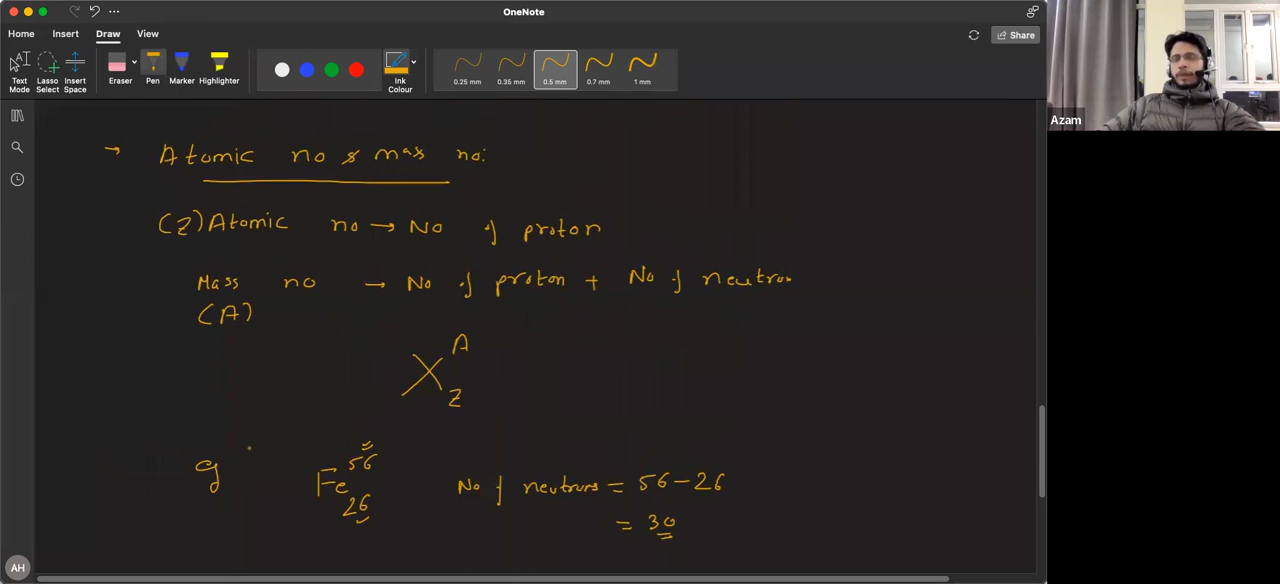 OneNote
Home Insert Draw View
Share
Text Mode
Lasso Select
Insert Space
Eraser
Pen
Marker
Highlighter
Ink Colour
0.25 mm
0.35 mm
0.5 mm
0.7 mm
1 mm
Azam
→ Atomic no & mass no:
(Z) Atomic no → No of proton
Mass no → No of proton + No of neutron
(A)
X A Z
eg Fe 56 26 No of neutrons = 56 - 26
= 30
AH